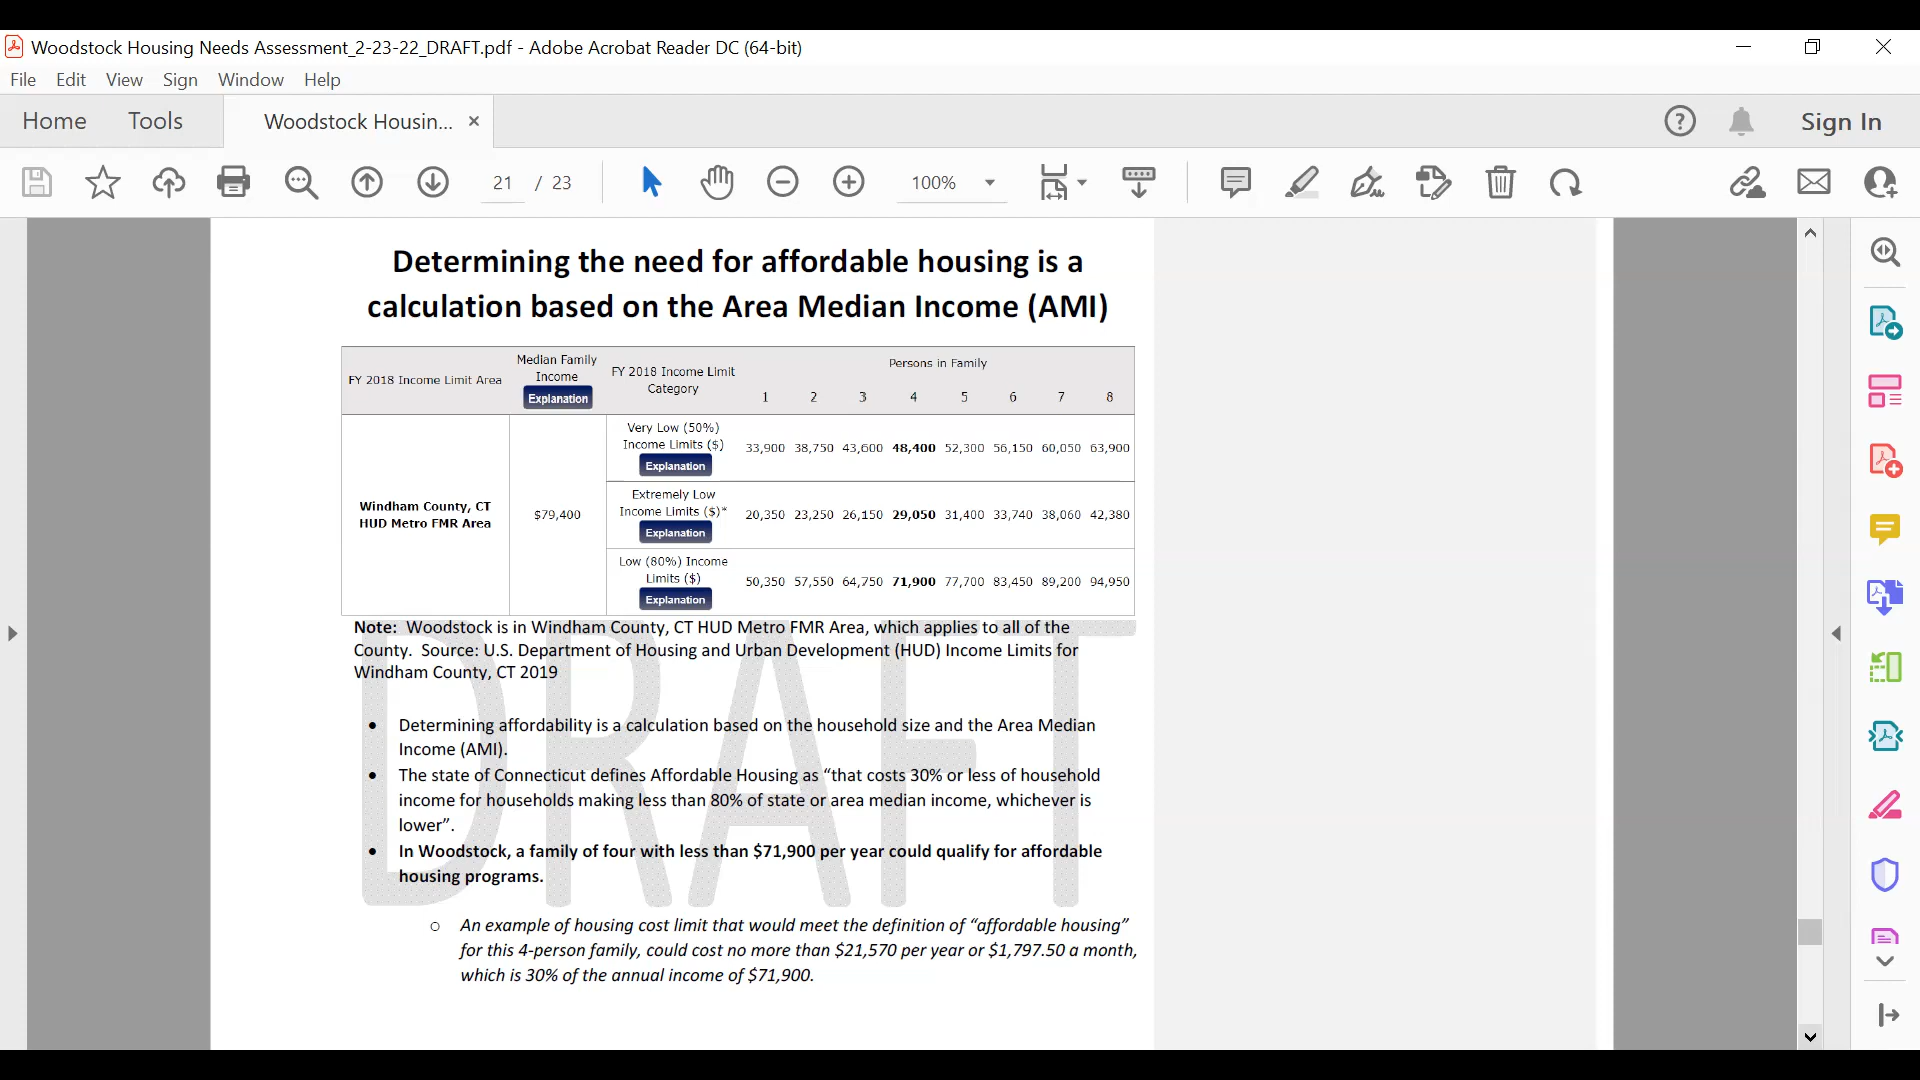 Woodstock Housing Needs Assessment_2-23-22_DRAFT.pdf - Adobe Acrobat Reader DC (64-bit)
File Edit View Sign Window Help
Home Tools Woodstock Housin... × Sign In
21 / 23 100%
Determining the need for affordable housing is a
calculation based on the Area Median Income (AMI)
FY 2018 Income Limit Area
Median Family
Income
Explanation
FY 2018 Income Limit
Category
Persons in Family
1 2 3 4 5 6 7 8
Windham County, CT
HUD Metro FMR Area
$79,400
Very Low (50%)
Income Limits ($)
Explanation
33,900 38,750 43,600 48,400 52,300 56,150 60,050 63,900
Extremely Low
Income Limits ($)*
Explanation
20,350 23,250 26,150 29,050 31,400 33,740 38,060 42,380
Low (80%) Income
Limits ($)
Explanation
50,350 57,550 64,750 71,900 77,700 83,450 89,200 94,950
Note: Woodstock is in Windham County, CT HUD Metro FMR Area, which applies to all of the
County. Source: U.S. Department of Housing and Urban Development (HUD) Income Limits for
Windham County, CT 2019
• Determining affordability is a calculation based on the household size and the Area Median
Income (AMI).
• The state of Connecticut defines Affordable Housing as “that costs 30% or less of household
income for households making less than 80% of state or area median income, whichever is
lower”.
• In Woodstock, a family of four with less than $71,900 per year could qualify for affordable
housing programs.
o An example of housing cost limit that would meet the definition of “affordable housing”
for this 4-person family, could cost no more than $21,570 per year or $1,797.50 a month,
which is 30% of the annual income of $71,900.
DRAFT